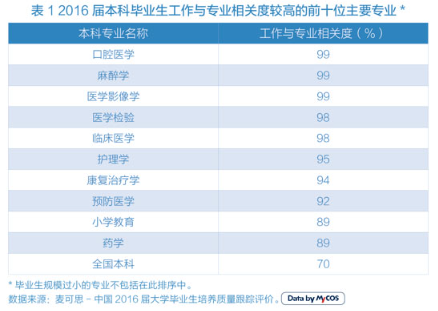 表 1 2016 届本科毕业生工作与专业相关度较高的前十位主要专业 *
本科专业名称 工作与专业相关度（%）
口腔医学 99
麻醉学 99
医学影像学 99
医学检验 98
临床医学 98
护理学 95
康复治疗学 94
预防医学 92
小学教育 89
药学 89
全国本科 70
* 毕业生规模过小的专业不包括在此排序中。
数据来源：麦可思 - 中国 2016 届大学毕业生培养质量跟踪评价。 Data by MyCOS